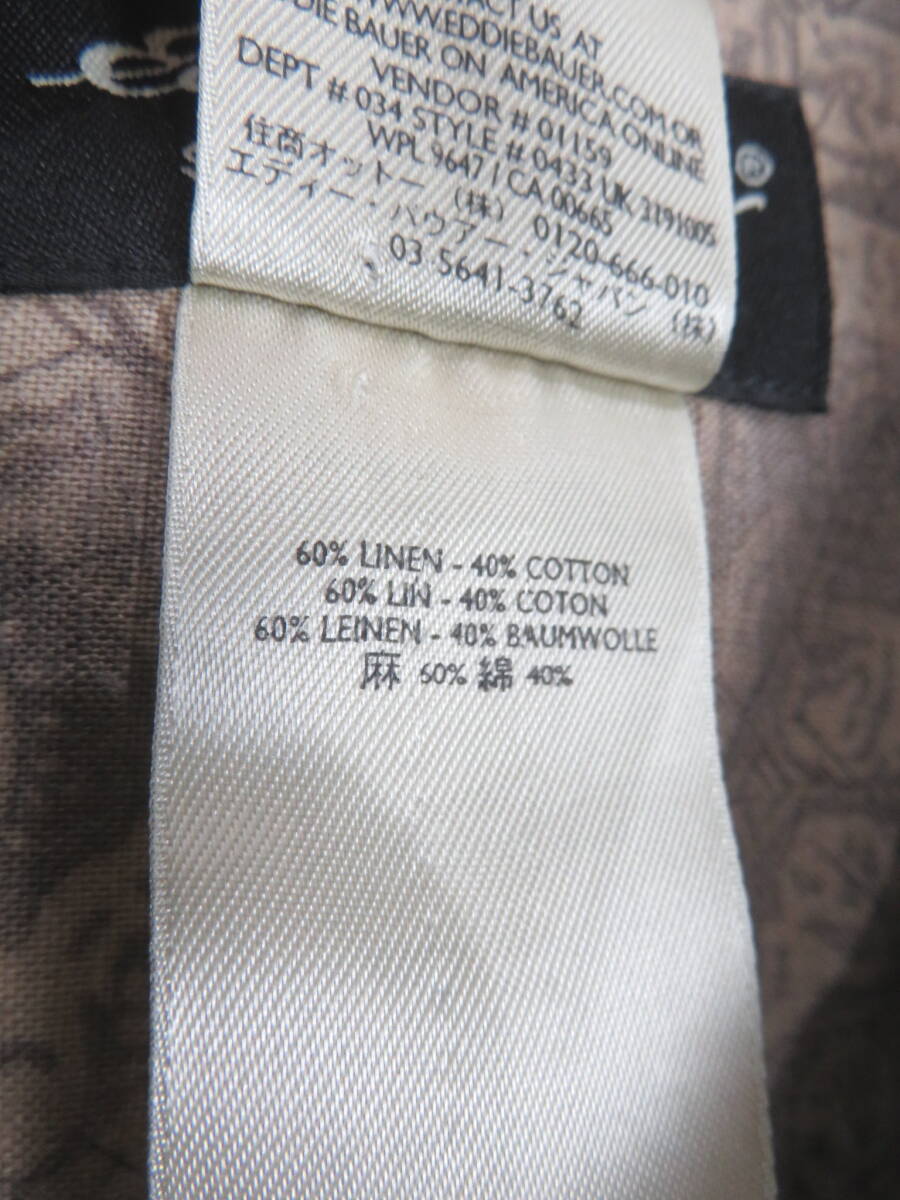 ACT US AT
WWW.EDDIEBAUER.COM OR
DIE BAUER ON AMERICA ONLINE
VENDOR # 01159
DEPT # 034 STYLE # 0433 UK 2191005
WPL 9647 / CA 00665
住商オットー (株) 0120-666-010
エディー・バウアー・ジャパン (株)
03 5641-3762
®
60% LINEN - 40% COTTON
60% LIN - 40% COTON
60% LEINEN - 40% BAUMWOLLE
麻 60% 綿 40%